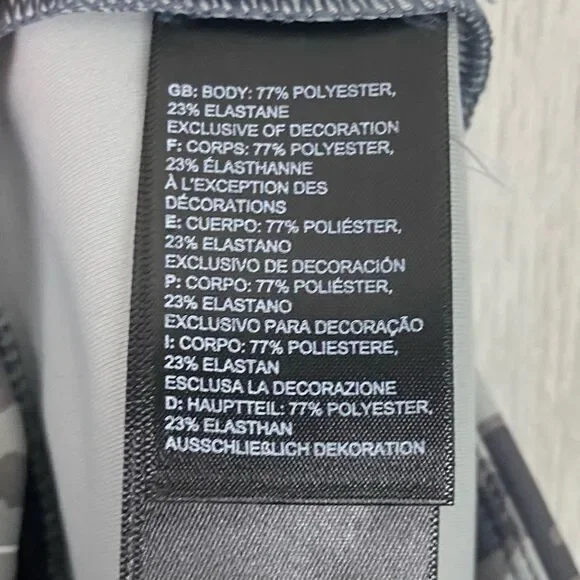 GB: BODY: 77% POLYESTER,
23% ELASTANE
EXCLUSIVE OF DECORATION
F: CORPS: 77% POLYESTER,
23% ÉLASTHANNE
À L'EXCEPTION DES
DÉCORATIONS
E: CUERPO: 77% POLIÉSTER,
23% ELASTANO
EXCLUSIVO DE DECORACIÓN
P: CORPO: 77% POLIÉSTER,
23% ELASTANO
EXCLUSIVO PARA DECORAÇÃO
I: CORPO: 77% POLIESTERE,
23% ELASTAN
ESCLUSA LA DECORAZIONE
D: HAUPTTEIL: 77% POLYESTER,
23% ELASTHAN
AUSSCHLIEßLICH DEKORATION